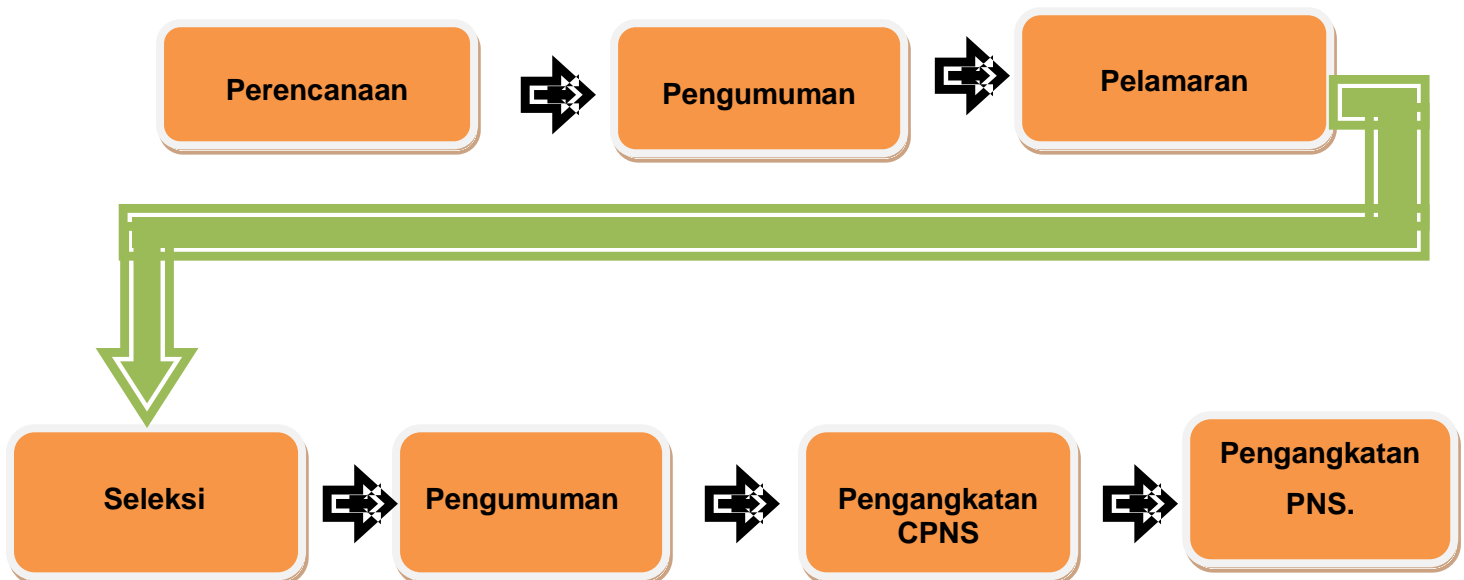 Perencanaan
Pengumuman
Pelamaran
Seleksi
Pengumuman
Pengangkatan
CPNS
Pengangkatan
PNS.